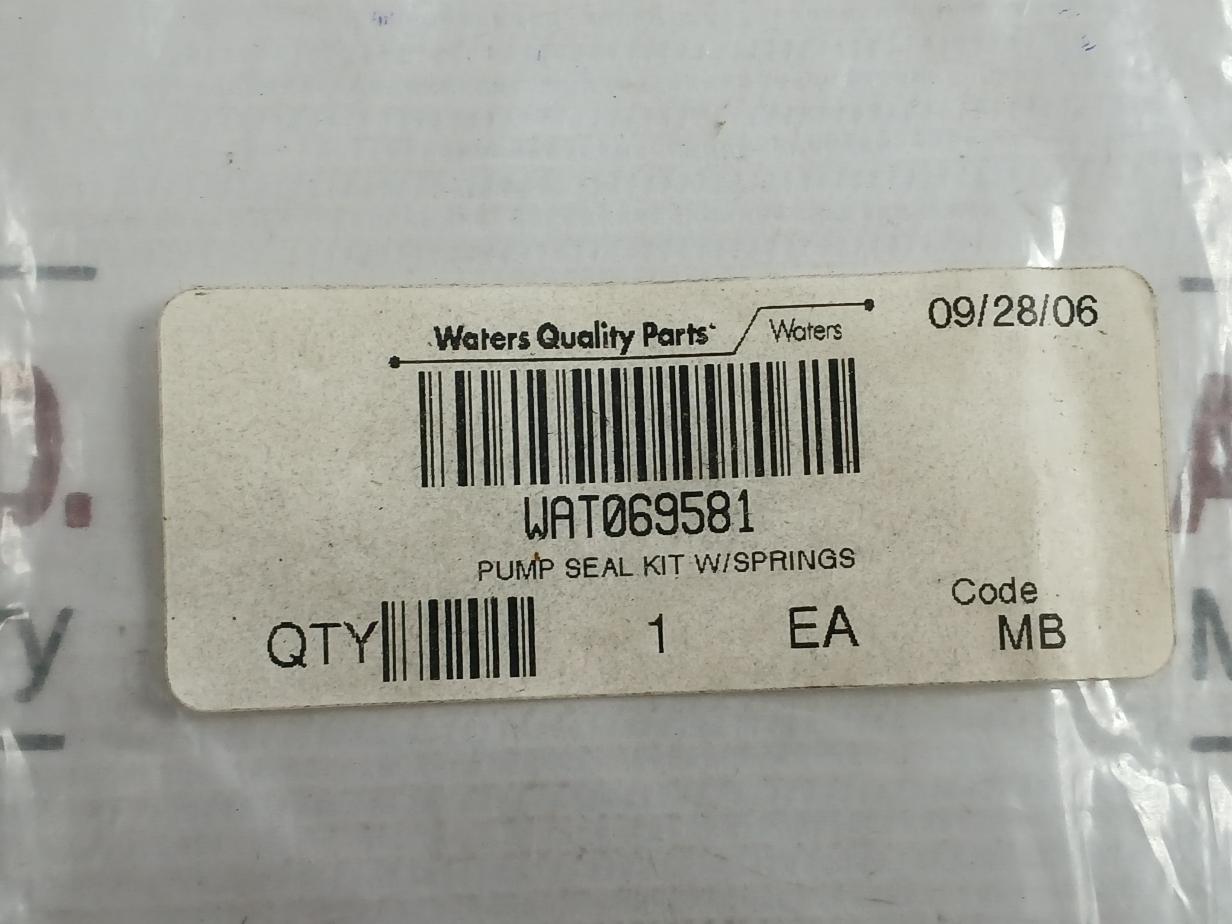 Waters Quality Parts
Waters
09/28/06
WAT069581
PUMP SEAL KIT W/SPRINGS
QTY 1 EA
Code
MB